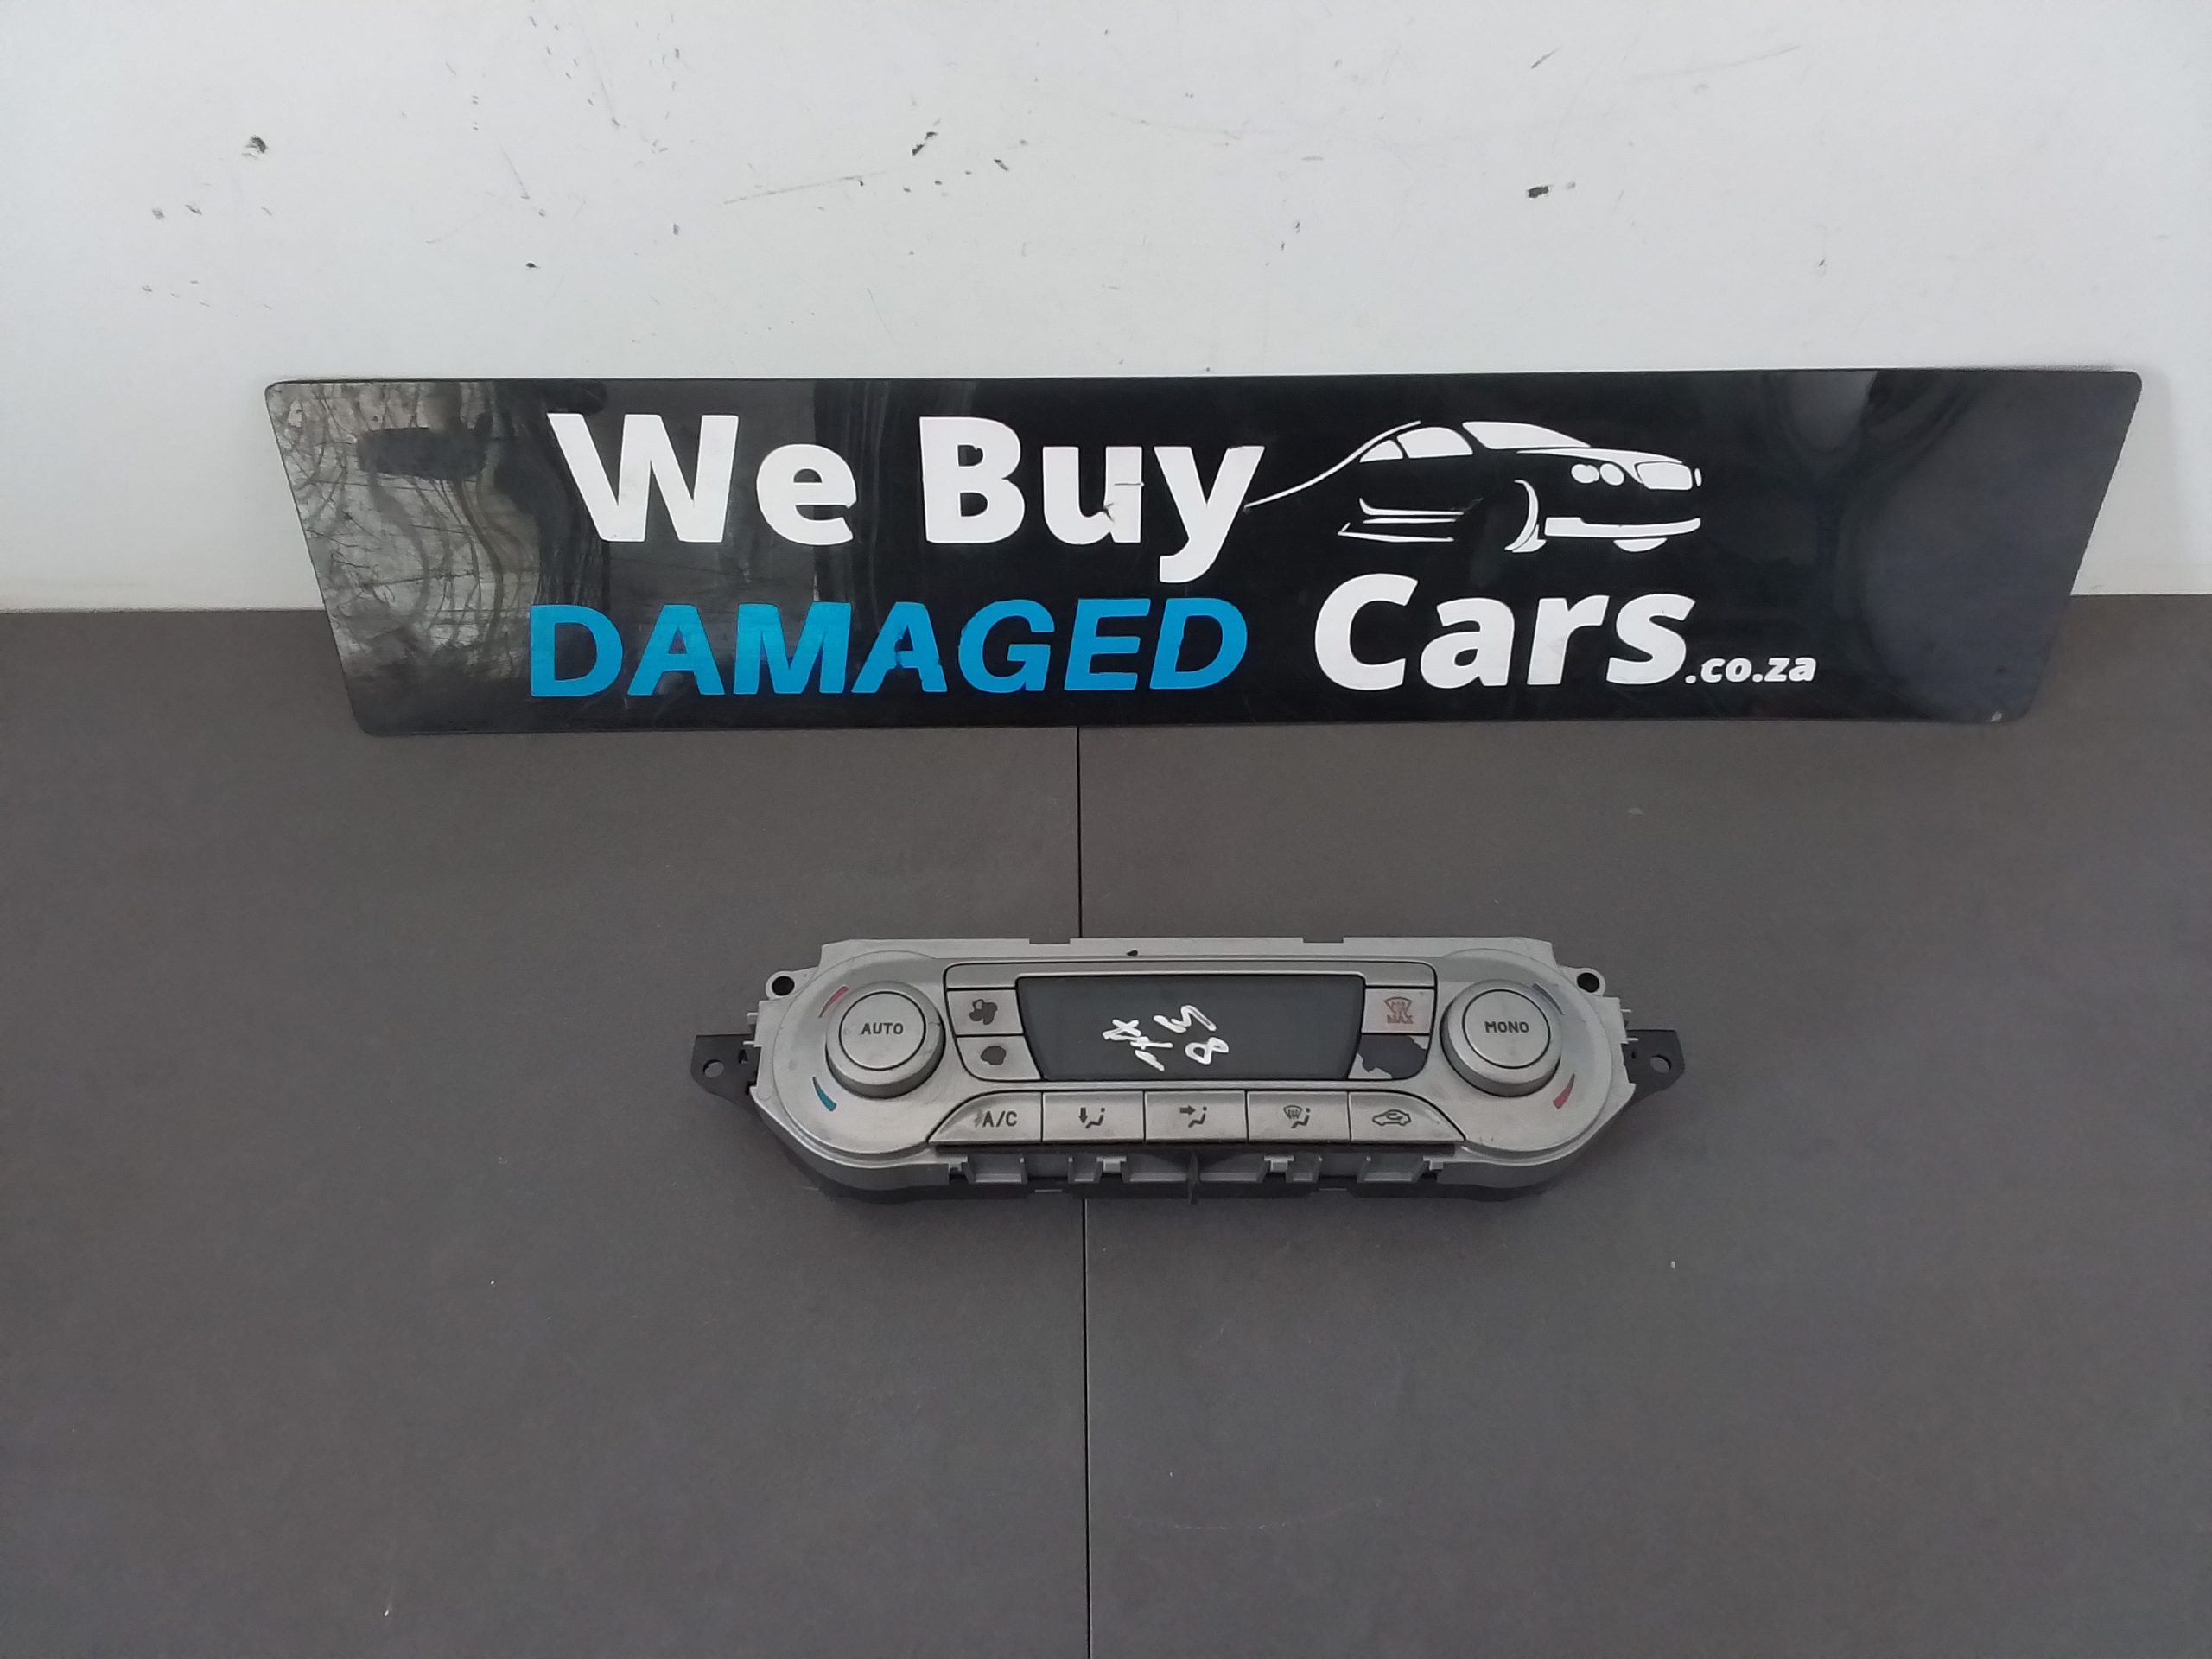 We Buy
DAMAGED Cars.co.za
AUTO
MAX
MONO
A/C